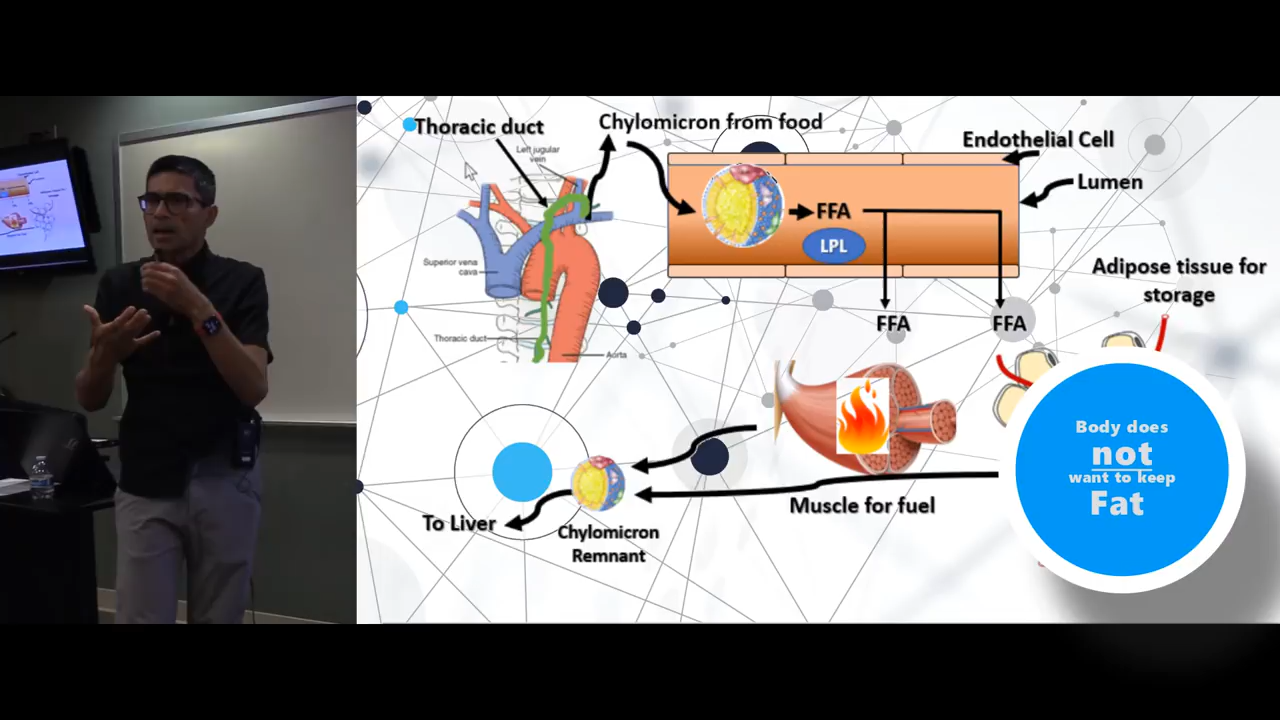 Thoracic duct
Chylomicron from food
Endothelial Cell
Left jugular
vein
Lumen
FFA
LPL
Superior vena
cava
Adipose tissue for
storage
FFA
FFA
Thoracic duct
Aorta
Body does
not
want to keep
Fat
Muscle for fuel
To Liver
Chylomicron
Remnant